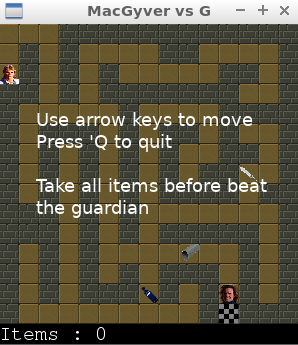 MacGyver vs G
Use arrow keys to move
Press 'Q to quit
Take all items before beat
the guardian
Items : 0